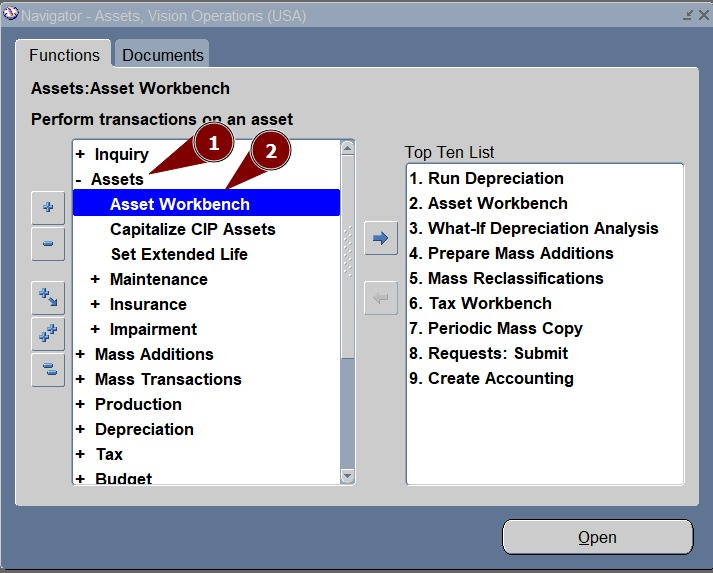 Navigator - Assets, Vision Operations (USA)
Functions
Documents
Assets:Asset Workbench
Perform transactions on an asset
1
2
+ Inquiry
- Assets
Asset Workbench
Capitalize CIP Assets
Set Extended Life
+ Maintenance
+ Insurance
+ Impairment
+ Mass Additions
+ Mass Transactions
+ Production
+ Depreciation
+ Tax
+ Budget
Top Ten List
1. Run Depreciation
2. Asset Workbench
3. What-If Depreciation Analysis
4. Prepare Mass Additions
5. Mass Reclassifications
6. Tax Workbench
7. Periodic Mass Copy
8. Requests: Submit
9. Create Accounting
Open